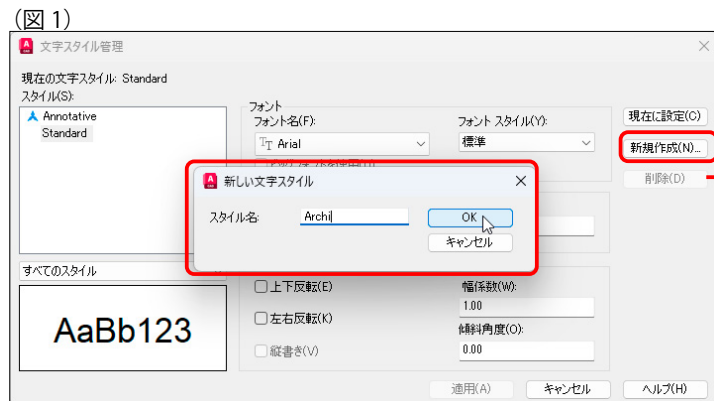 （図 1）
文字スタイル管理
現在の文字スタイル: Standard
スタイル(S):
Annotative
Standard
フォント
フォント名(F):
Arial
フォント スタイル(Y):
標準
現在に設定(C)
新規作成(N)...
削除(D)
新しい文字スタイル
スタイル名:
Archi
OK
キャンセル
すべてのスタイル
AaBb123
上下反転(E)
左右反転(K)
縦書き(V)
幅係数(W):
1.00
傾斜角度(O):
0.00
適用(A)
キャンセル
ヘルプ(H)